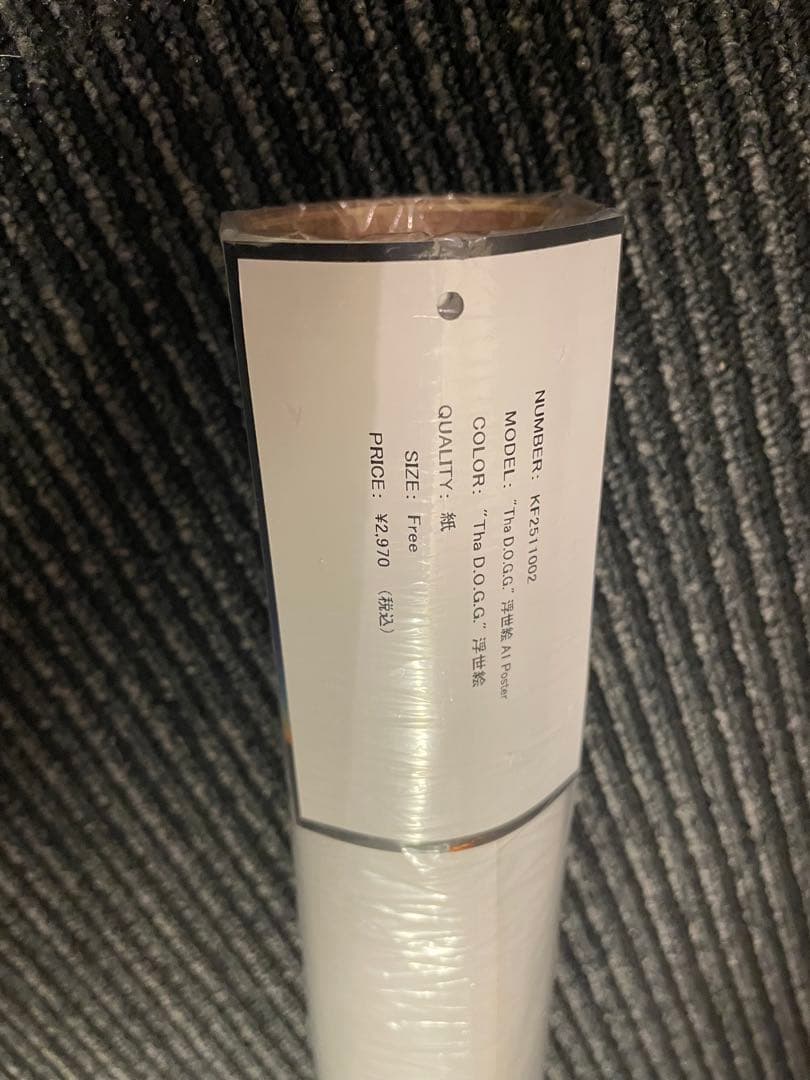 NUMBER: KF2511002
MODEL: “Tha D.O.G.G.” 浮世絵 A1 Poster
COLOR: “Tha D.O.G.G.” 浮世絵
QUALITY: 紙
SIZE: Free
PRICE: ¥2,970 (税込)